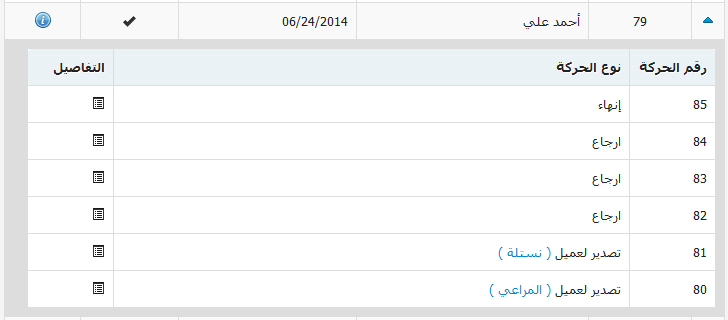 79 أحمد علي 06/24/2014
رقم الحركة نوع الحركة التفاصيل
85 إنهاء
84 ارجاع
83 ارجاع
82 ارجاع
81 تصدير لعميل ( نستلة )
80 تصدير لعميل ( المراعي )